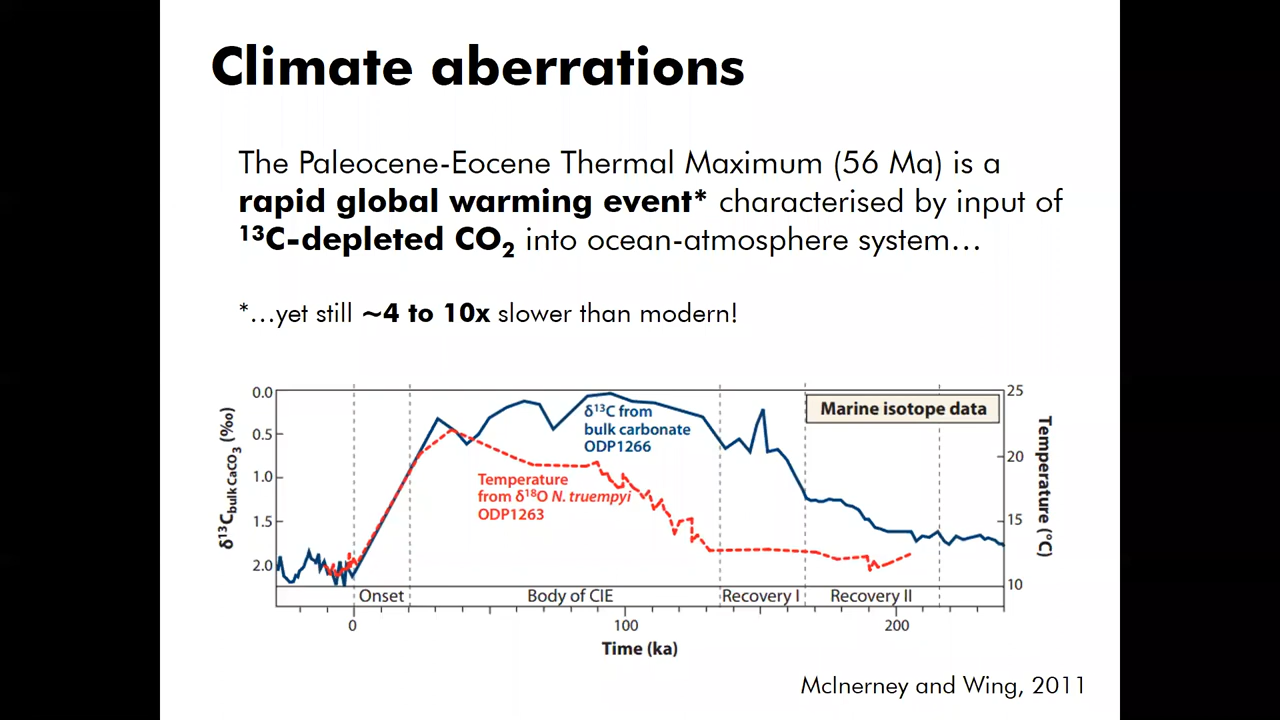 Climate aberrations
The Paleocene-Eocene Thermal Maximum (56 Ma) is a
rapid global warming event* characterised by input of
¹³C-depleted CO₂ into ocean-atmosphere system…
*…yet still ~4 to 10x slower than modern!
0.0
0.5
1.0
1.5
2.0
δ¹³C bulk CaCO₃ (‰)
δ¹³C from
bulk carbonate
ODP1266
Temperature
from δ¹⁸O N. truempyi
ODP1263
Marine isotope data
25
20
15
10
Temperature (°C)
Onset
Body of CIE
Recovery I
Recovery II
0
100
200
Time (ka)
McInerney and Wing, 2011